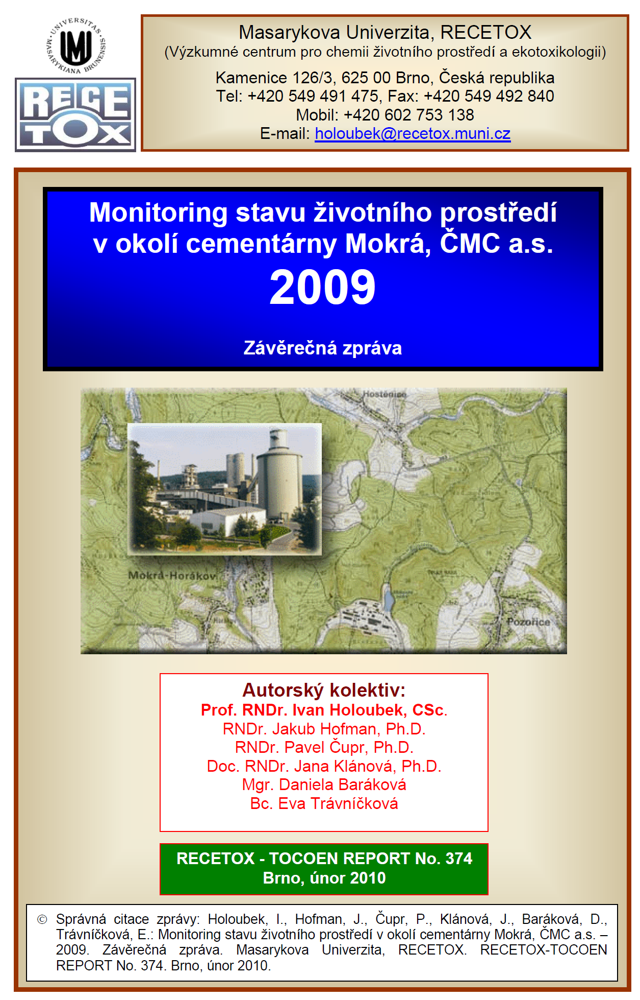 UNIVERSITAS MASARYKIANA BRUNENSIS
RECE
TOX
Masarykova Univerzita, RECETOX
(Výzkumné centrum pro chemii životního prostředí a ekotoxikologii)
Kamenice 126/3, 625 00 Brno, Česká republika
Tel: +420 549 491 475, Fax: +420 549 492 840
Mobil: +420 602 753 138
E-mail: holoubek@recetox.muni.cz
Monitoring stavu životního prostředí
v okolí cementárny Mokrá, ČMC a.s.
2009
Závěrečná zpráva
Hostěnice
Mokrá-Horákov
Pozořice
Autorský kolektiv:
Prof. RNDr. Ivan Holoubek, CSc.
RNDr. Jakub Hofman, Ph.D.
RNDr. Pavel Čupr, Ph.D.
Doc. RNDr. Jana Klánová, Ph.D.
Mgr. Daniela Baráková
Bc. Eva Trávníčková
RECETOX - TOCOEN REPORT No. 374
Brno, únor 2010
© Správná citace zprávy: Holoubek, I., Hofman, J., Čupr, P., Klánová, J., Baráková, D.,
Trávníčková, E.: Monitoring stavu životního prostředí v okolí cementárny Mokrá, ČMC a.s. –
2009. Závěrečná zpráva. Masarykova Univerzita, RECETOX. RECETOX-TOCOEN
REPORT No. 374. Brno, únor 2010.